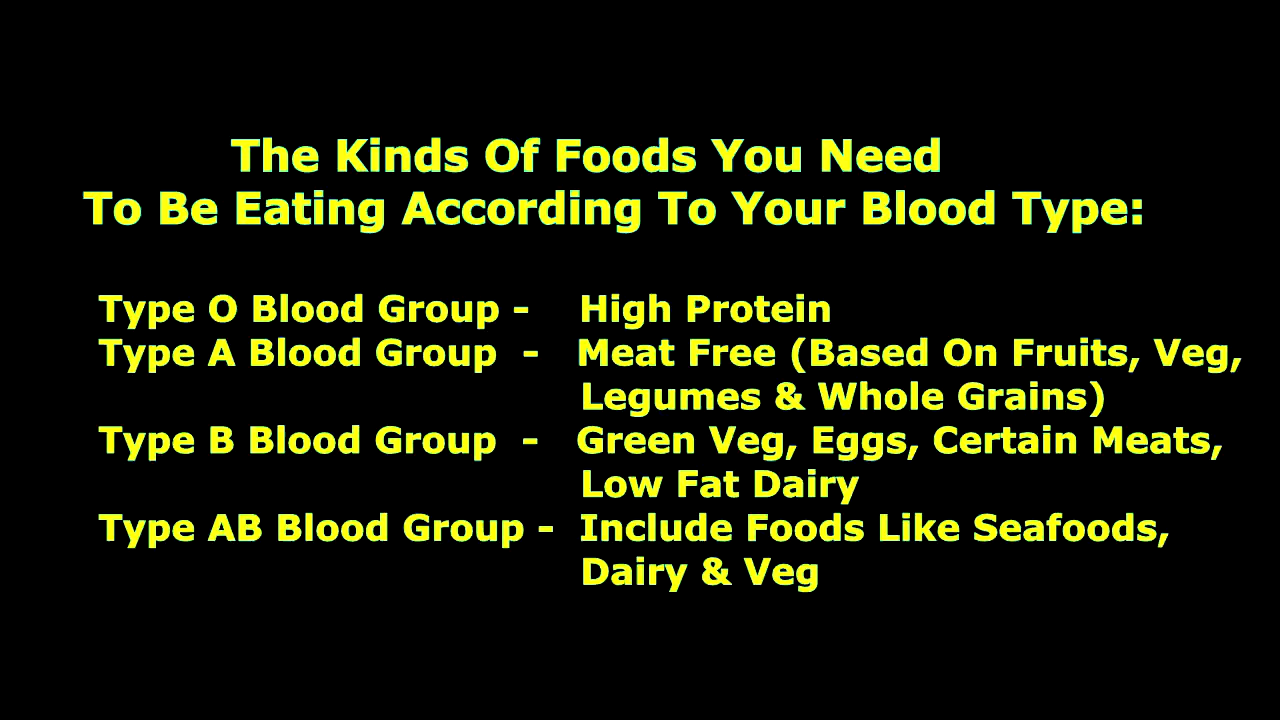 The Kinds Of Foods You Need
To Be Eating According To Your Blood Type:
Type O Blood Group - High Protein
Type A Blood Group - Meat Free (Based On Fruits, Veg,
Legumes & Whole Grains)
Type B Blood Group - Green Veg, Eggs, Certain Meats,
Low Fat Dairy
Type AB Blood Group - Include Foods Like Seafoods,
Dairy & Veg